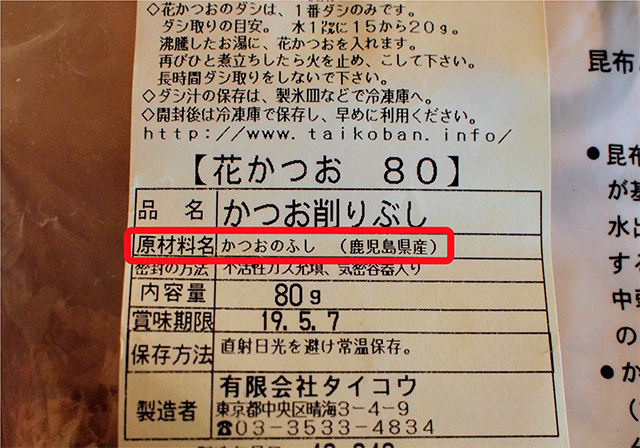 ◇花かつおのダシは、1番ダシのみです。
ダシ取りの目安。 水1㍑に15から20g。
沸騰したお湯に、花かつおを入れます。
再びひと煮立ちしたら火を止め、こして下さい。
長時間ダシ取りをしないで下さい。
◇ダシ汁の保存は、製氷皿などで冷凍庫へ。
◇開封後は冷凍庫で保存し、早めに利用ください。
http://www.taikoban.info/
【花かつお 80】
品 名 かつお削りぶし
原材料名 かつおのふし (鹿児島県産)
密封の方法 不活性ガス充填、気密容器入り
内容量 80g
賞味期限 19.5.7
保存方法 直射日光を避け常温保存。
製造者 有限会社タイコウ
東京都中央区晴海3-4-9
☎03-3533-4834
昆布
●昆布
が基
水出
する
中頭
の
●か